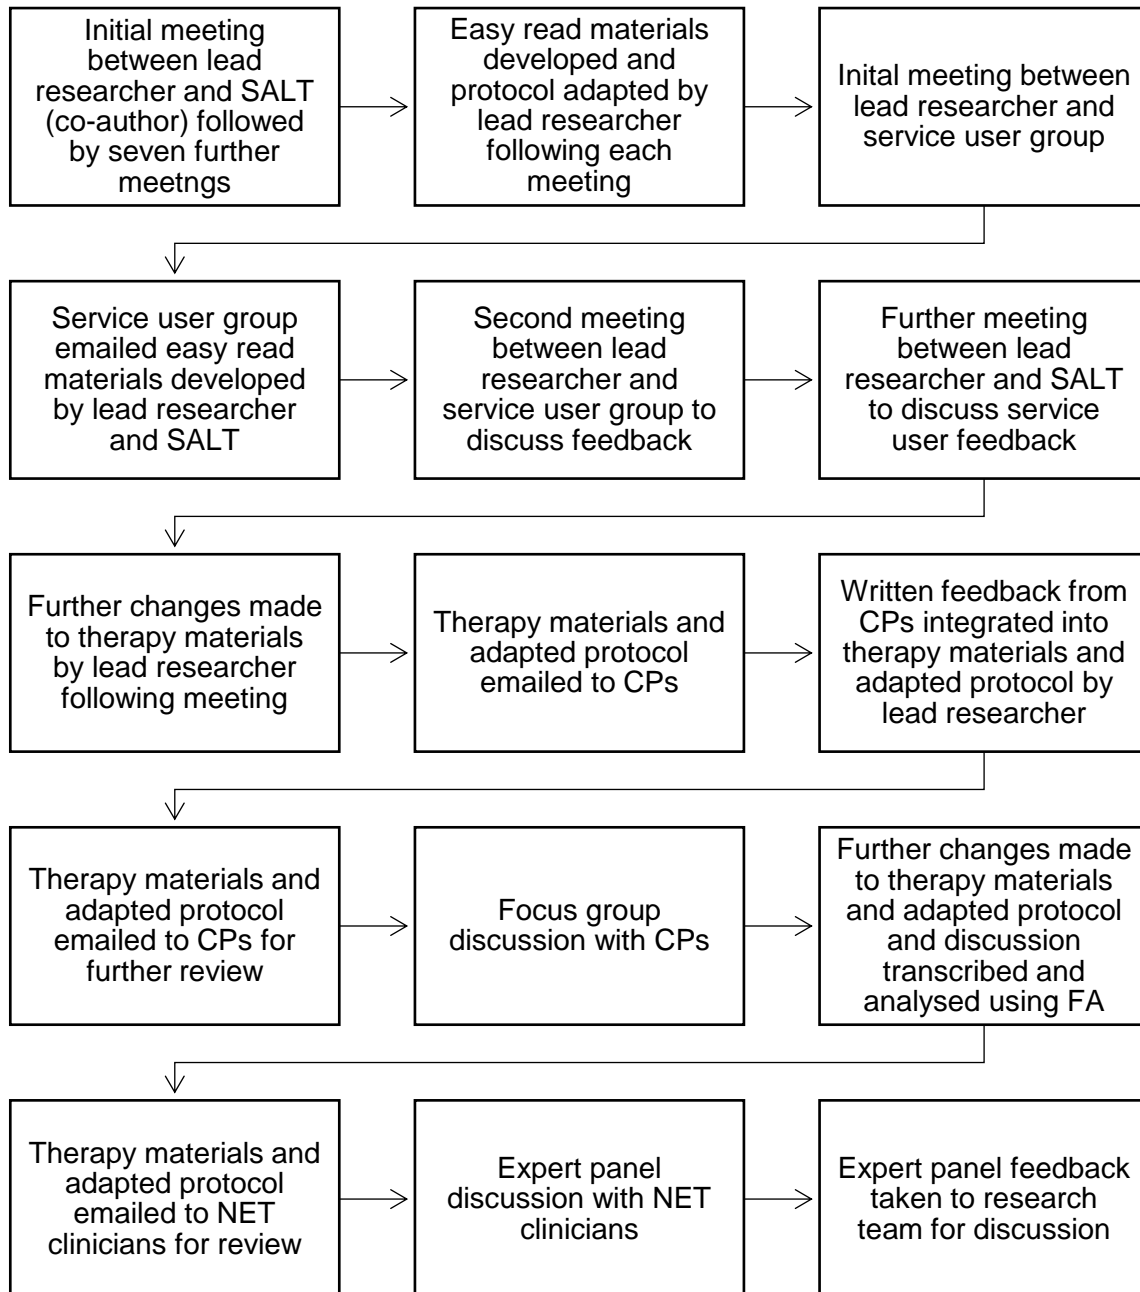 Initial meeting
between lead
researcher and SALT
(co-author) followed
by seven further
meetngs
Easy read materials
developed and
protocol adapted by
lead researcher
following each
meeting
Inital meeting between
lead researcher and
service user group
Service user group
emailed easy read
materials developed
by lead researcher
and SALT
Second meeting
between lead
researcher and
service user group to
discuss feedback
Further meeting
between lead
researcher and SALT
to discuss service
user feedback
Further changes made
to therapy materials
by lead researcher
following meeting
Therapy materials and
adapted protocol
emailed to CPs
Written feedback from
CPs integrated into
therapy materials and
adapted protocol by
lead researcher
Therapy materials and
adapted protocol
emailed to CPs for
further review
Focus group
discussion with CPs
Further changes made
to therapy materials
and adapted protocol
and discussion
transcribed and
analysed using FA
Therapy materials and
adapted protocol
emailed to NET
clinicians for review
Expert panel
discussion with NET
clinicians
Expert panel feedback
taken to research
team for discussion